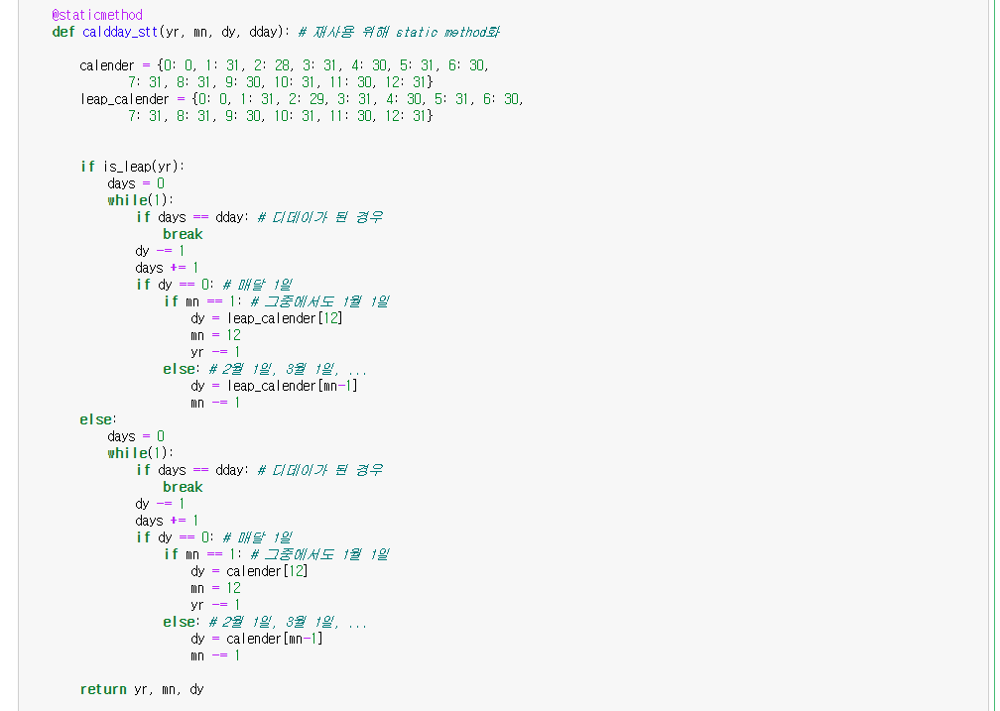 @staticmethod
def caldday_stt(yr, mn, dy, dday): # 재사용 위해 static method화
calender = {0: 0, 1: 31, 2: 28, 3: 31, 4: 30, 5: 31, 6: 30,
7: 31, 8: 31, 9: 30, 10: 31, 11: 30, 12: 31}
leap_calender = {0: 0, 1: 31, 2: 29, 3: 31, 4: 30, 5: 31, 6: 30,
7: 31, 8: 31, 9: 30, 10: 31, 11: 30, 12: 31}
if is_leap(yr):
days = 0
while(1):
if days == dday: # 디데이가 된 경우
break
dy -= 1
days += 1
if dy == 0: # 매달 1일
if mn == 1: # 그중에서도 1월 1일
dy = leap_calender[12]
mn = 12
yr -= 1
else: # 2월 1일, 3월 1일, ...
dy = leap_calender[mn-1]
mn -= 1
else:
days = 0
while(1):
if days == dday: # 디데이가 된 경우
break
dy -= 1
days += 1
if dy == 0: # 매달 1일
if mn == 1: # 그중에서도 1월 1일
dy = calender[12]
mn = 12
yr -= 1
else: # 2월 1일, 3월 1일, ...
dy = calender[mn-1]
mn -= 1
return yr, mn, dy